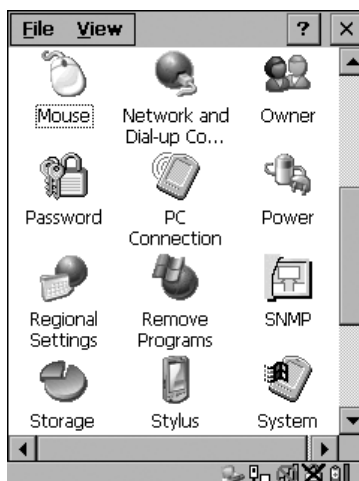 File View ? ×
Mouse
Network and
Dial-up Co...
Owner
Password
PC
Connection
Power
Regional
Settings
Remove
Programs
SNMP
Storage
Stylus
System